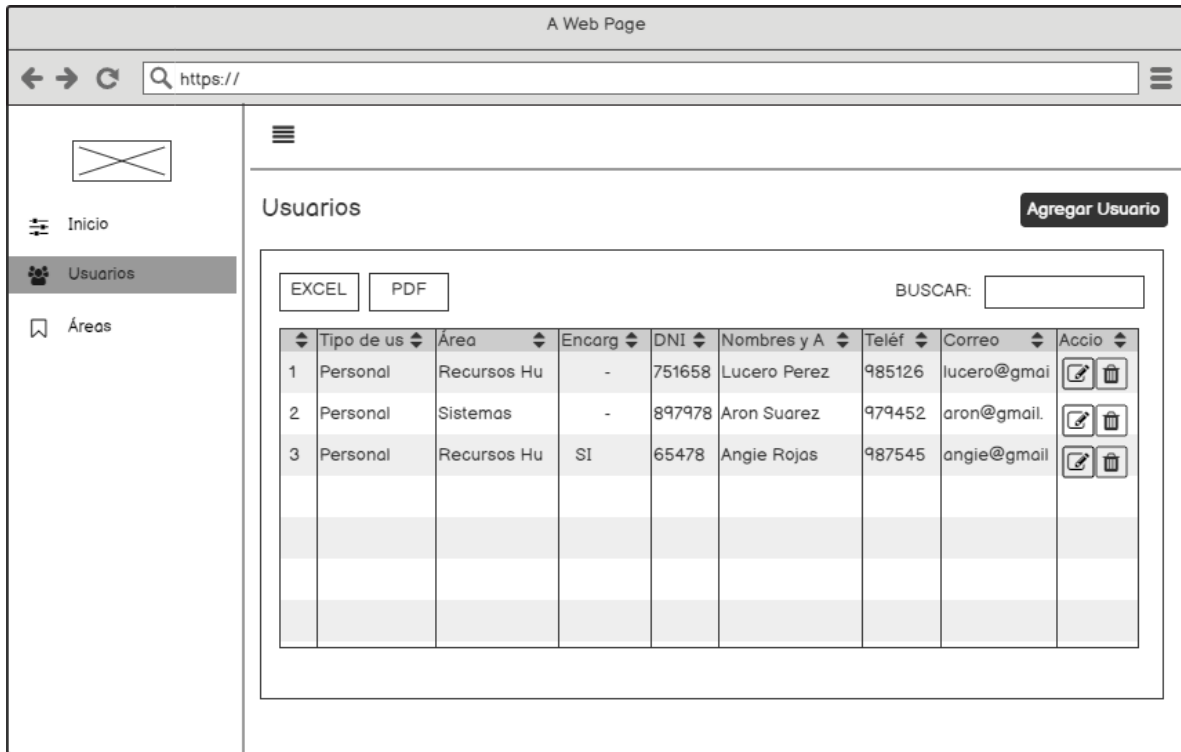 A Web Page
https://
Inicio
Usuarios
Áreas
Usuarios
Agregar Usuario
EXCEL PDF BUSCAR:
Tipo de us Área Encarg DNI Nombres y A Teléf Correo Accio
1 Personal Recursos Hu - 751658 Lucero Perez 985126 lucero@gmai
2 Personal Sistemas - 897978 Aron Suarez 979452 aron@gmail.
3 Personal Recursos Hu SI 65478 Angie Rojas 987545 angie@gmail